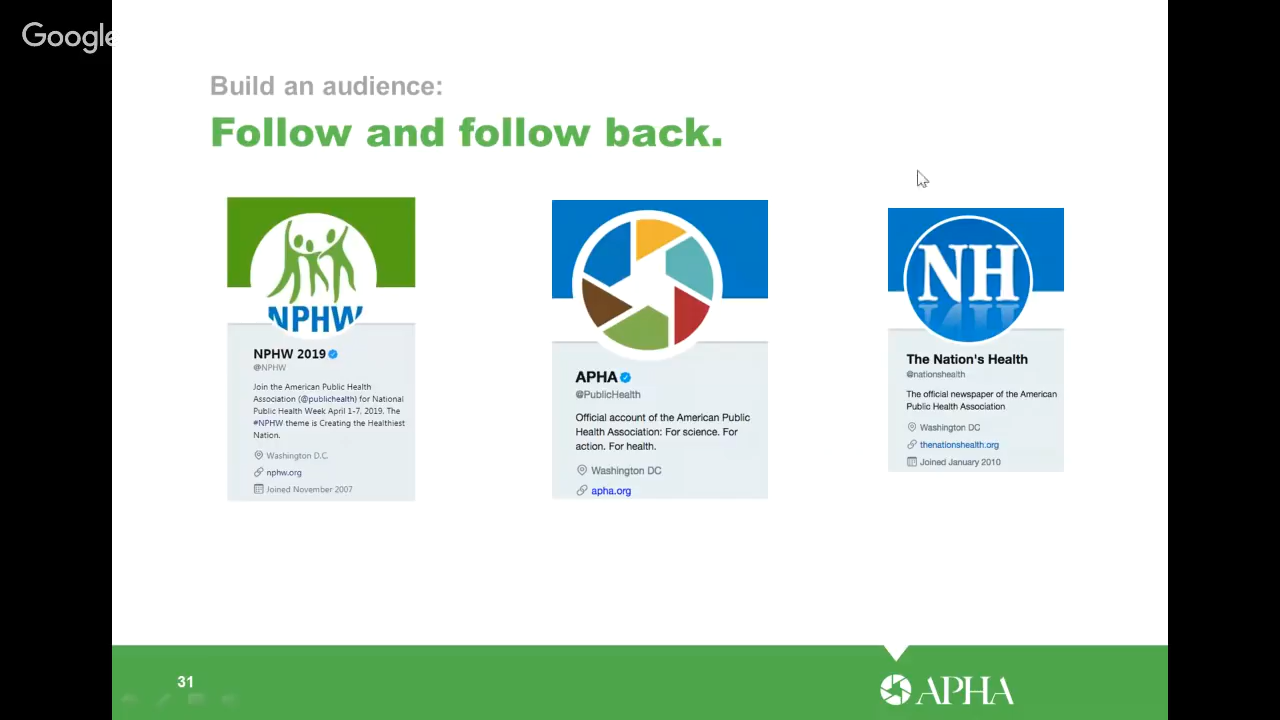 Google
Build an audience:
Follow and follow back.
NPHW
NPHW 2019
@NPHW
Join the American Public Health
Association (@publichealth) for National
Public Health Week April 1-7, 2019. The
#NPHW theme is Creating the Healthiest
Nation.
Washington D.C.
nphw.org
Joined November 2007
APHA
@PublicHealth
Official account of the American Public
Health Association: For science. For
action. For health.
Washington DC
apha.org
NH
The Nation's Health
@nationshealth
The official newspaper of the American
Public Health Association
Washington DC
thenationshealth.org
Joined January 2010
31
APHA